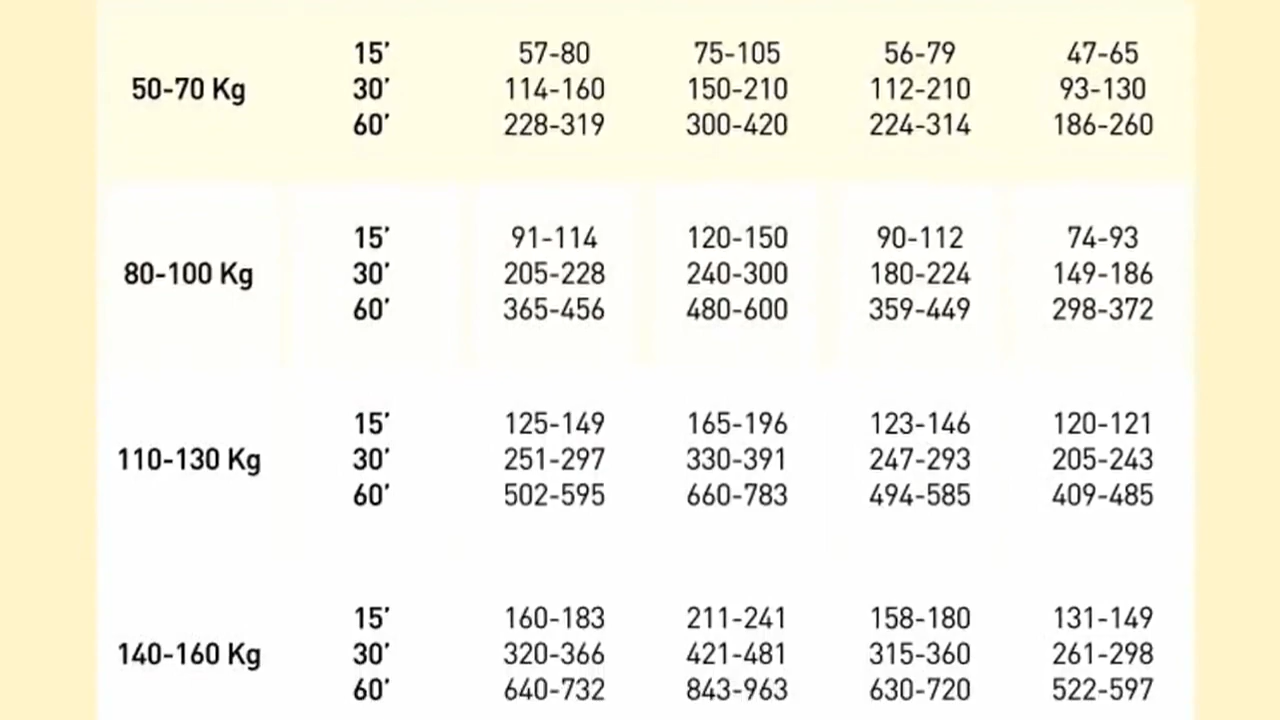 15’ 57-80 75-105 56-79 47-65
50-70 Kg 30’ 114-160 150-210 112-210 93-130
60’ 228-319 300-420 224-314 186-260
15’ 91-114 120-150 90-112 74-93
80-100 Kg 30’ 205-228 240-300 180-224 149-186
60’ 365-456 480-600 359-449 298-372
15’ 125-149 165-196 123-146 120-121
110-130 Kg 30’ 251-297 330-391 247-293 205-243
60’ 502-595 660-783 494-585 409-485
15’ 160-183 211-241 158-180 131-149
140-160 Kg 30’ 320-366 421-481 315-360 261-298
60’ 640-732 843-963 630-720 522-597